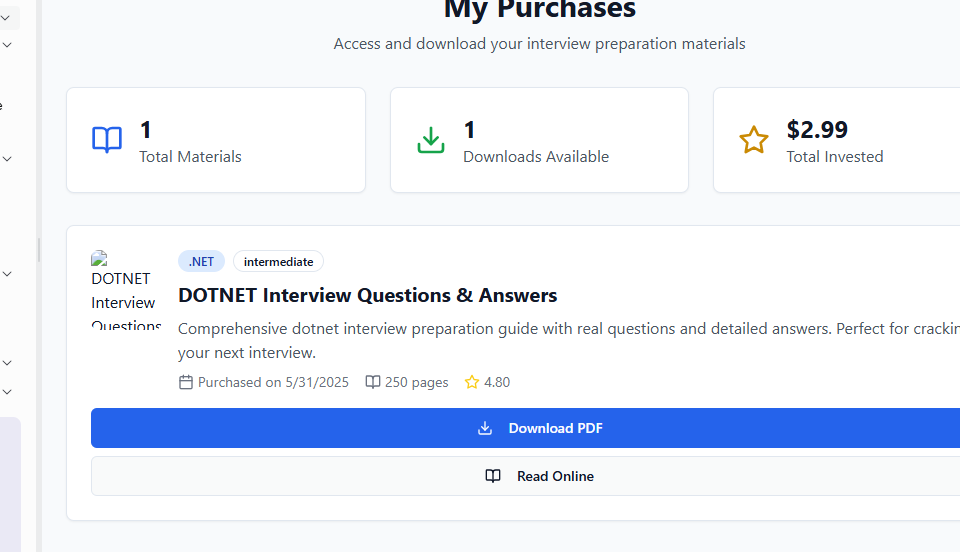 My Purchases
Access and download your interview preparation materials
1
Total Materials
1
Downloads Available
$2.99
Total Invested
DOTNET
Interview
Questions
.NET
intermediate
DOTNET Interview Questions & Answers
Comprehensive dotnet interview preparation guide with real questions and detailed answers. Perfect for crackin
your next interview.
Purchased on 5/31/2025
250 pages
4.80
Download PDF
Read Online